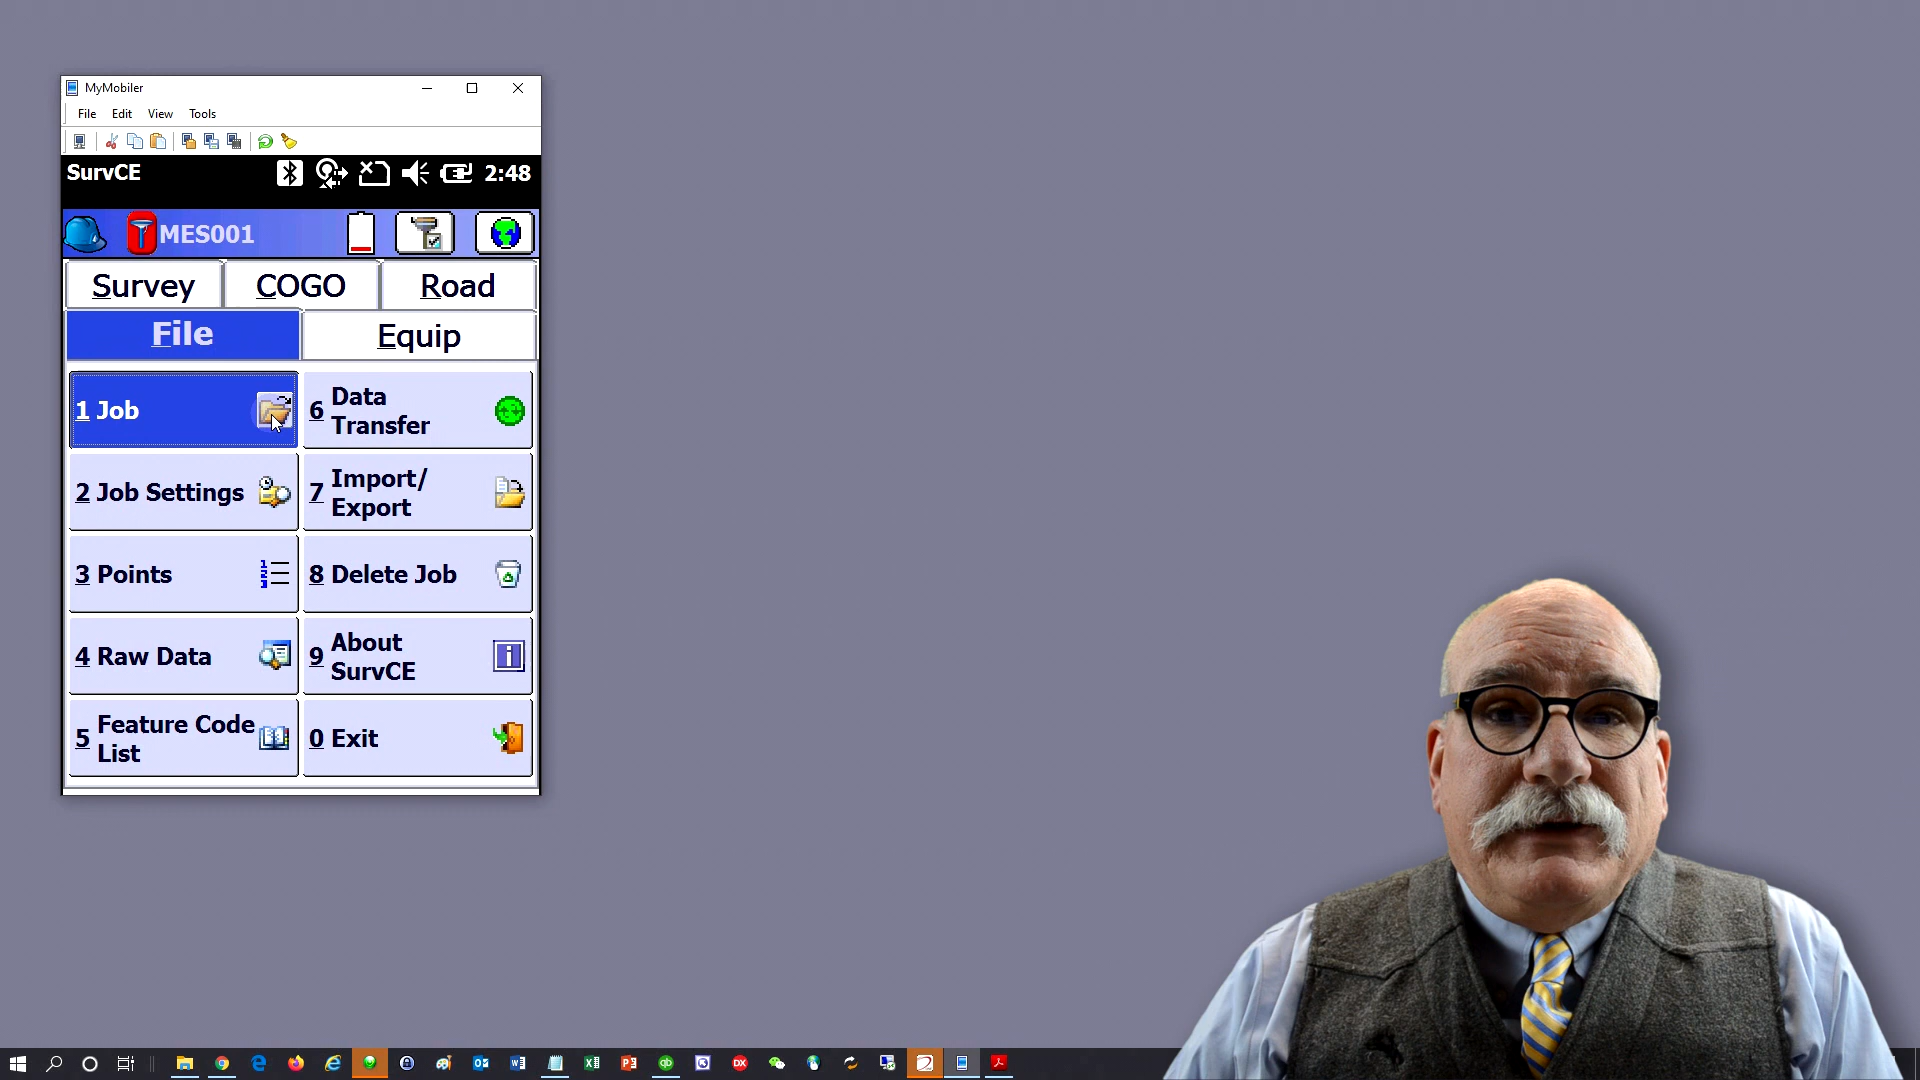 MyMobiler
File Edit View Tools
SurvCE 2:48
MES001
Survey COGO Road
File Equip
1 Job
6 Data
Transfer
2 Job Settings
7 Import/
Export
3 Points
8 Delete Job
4 Raw Data
9 About
SurvCE
5 Feature Code
List
0 Exit
DX